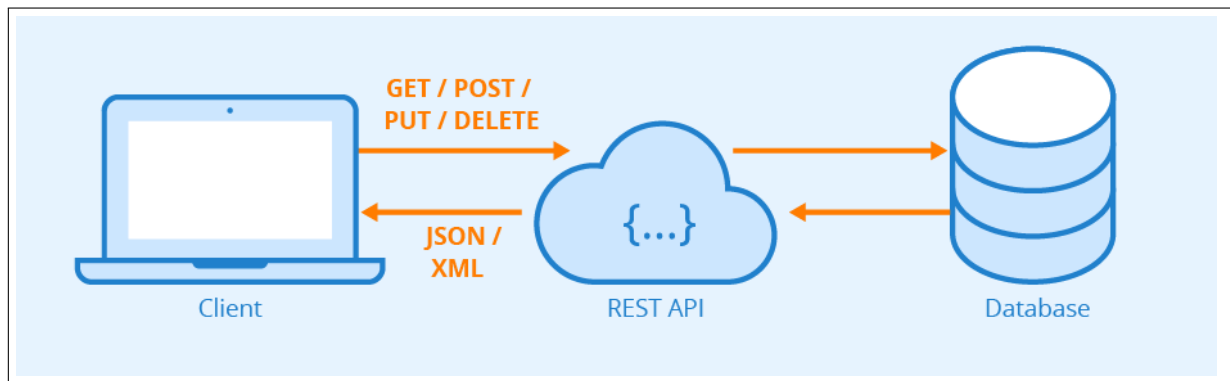 GET / POST /
PUT / DELETE
{...}
JSON /
XML
Client
REST API
Database